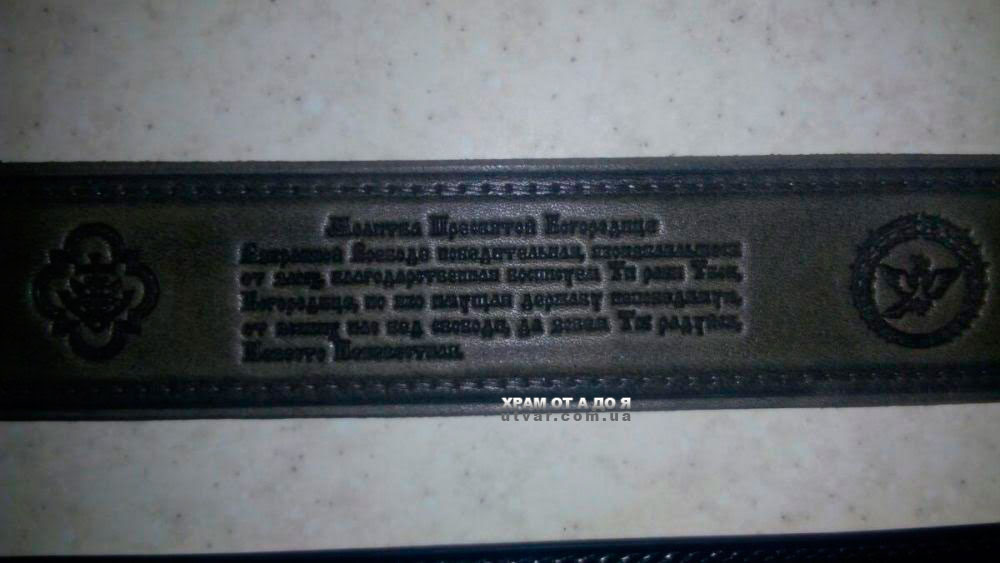 Молитва Пресвятой Богородице
Взбранной Воеводе победительная,
от злых, благодарственная воспишем Ти раби Твои,
Богородице, но яко имущая державу непобедимую,
от всяких нас бед свободи, да зовем Ти радуйся,
Невесто Неневестная.
ХРАМ ОТ А ДО Я
utvar.com.ua